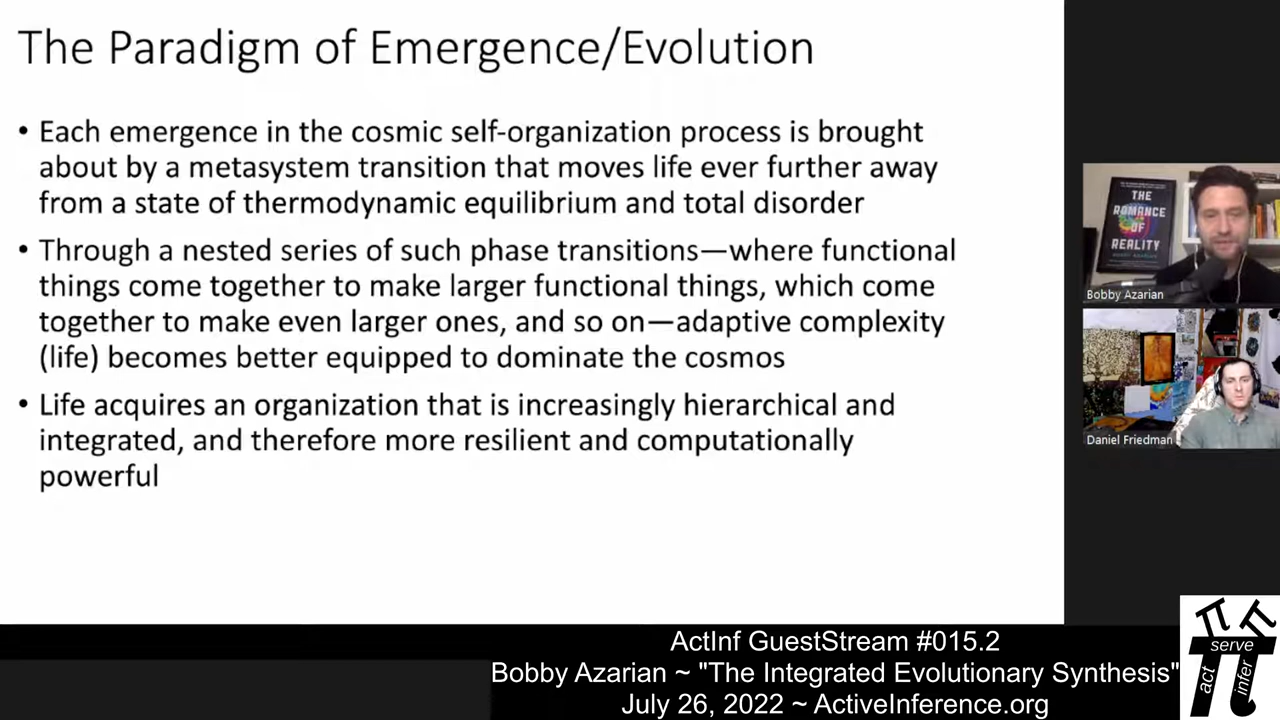 The Paradigm of Emergence/Evolution
• Each emergence in the cosmic self-organization process is brought
about by a metasystem transition that moves life ever further away
from a state of thermodynamic equilibrium and total disorder
• Through a nested series of such phase transitions—where functional
things come together to make larger functional things, which come
together to make even larger ones, and so on—adaptive complexity
(life) becomes better equipped to dominate the cosmos
• Life acquires an organization that is increasingly hierarchical and
integrated, and therefore more resilient and computationally
powerful
THE
ROMANCE
OF
REALITY
Bobby Azarian
Daniel Friedman
ActInf GuestStream #015.2
Bobby Azarian ~ "The Integrated Evolutionary Synthesis"
July 26, 2022 ~ ActiveInference.org
π π
serve
act
infer